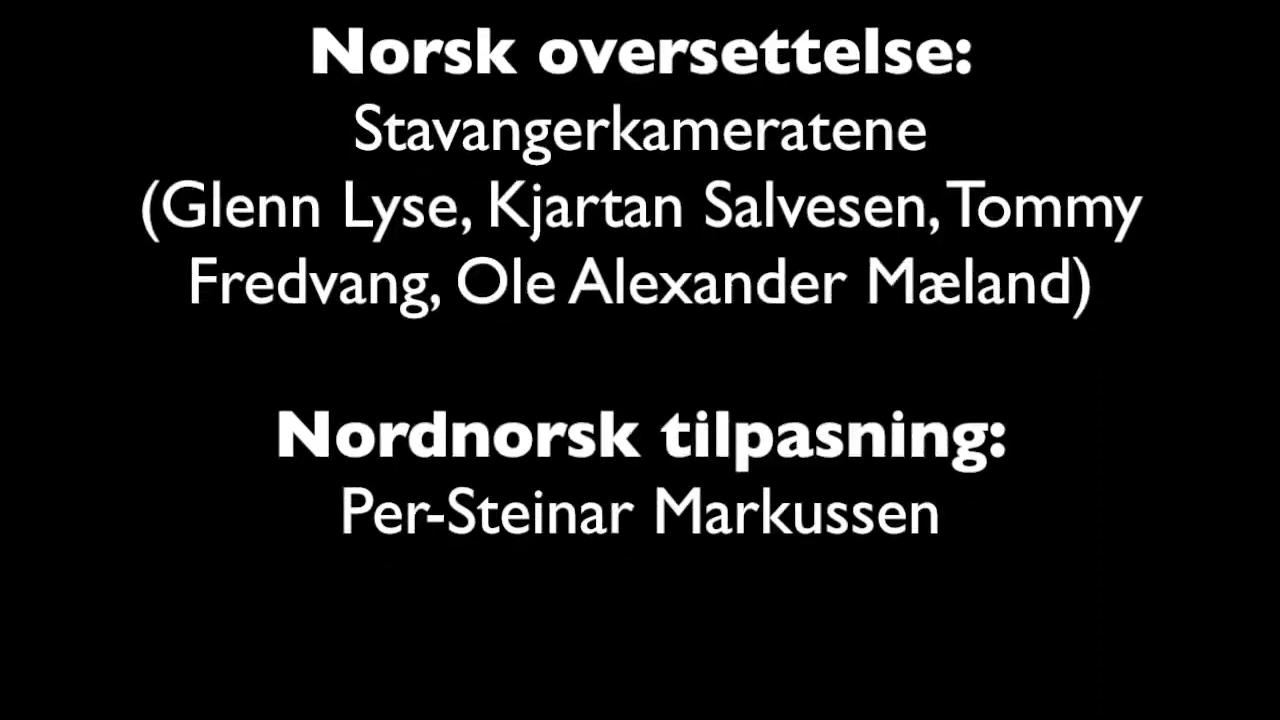 Norsk oversettelse:
Stavangerkameratene
(Glenn Lyse, Kjartan Salvesen, Tommy
Fredvang, Ole Alexander Mæland)
Nordnorsk tilpasning:
Per-Steinar Markussen